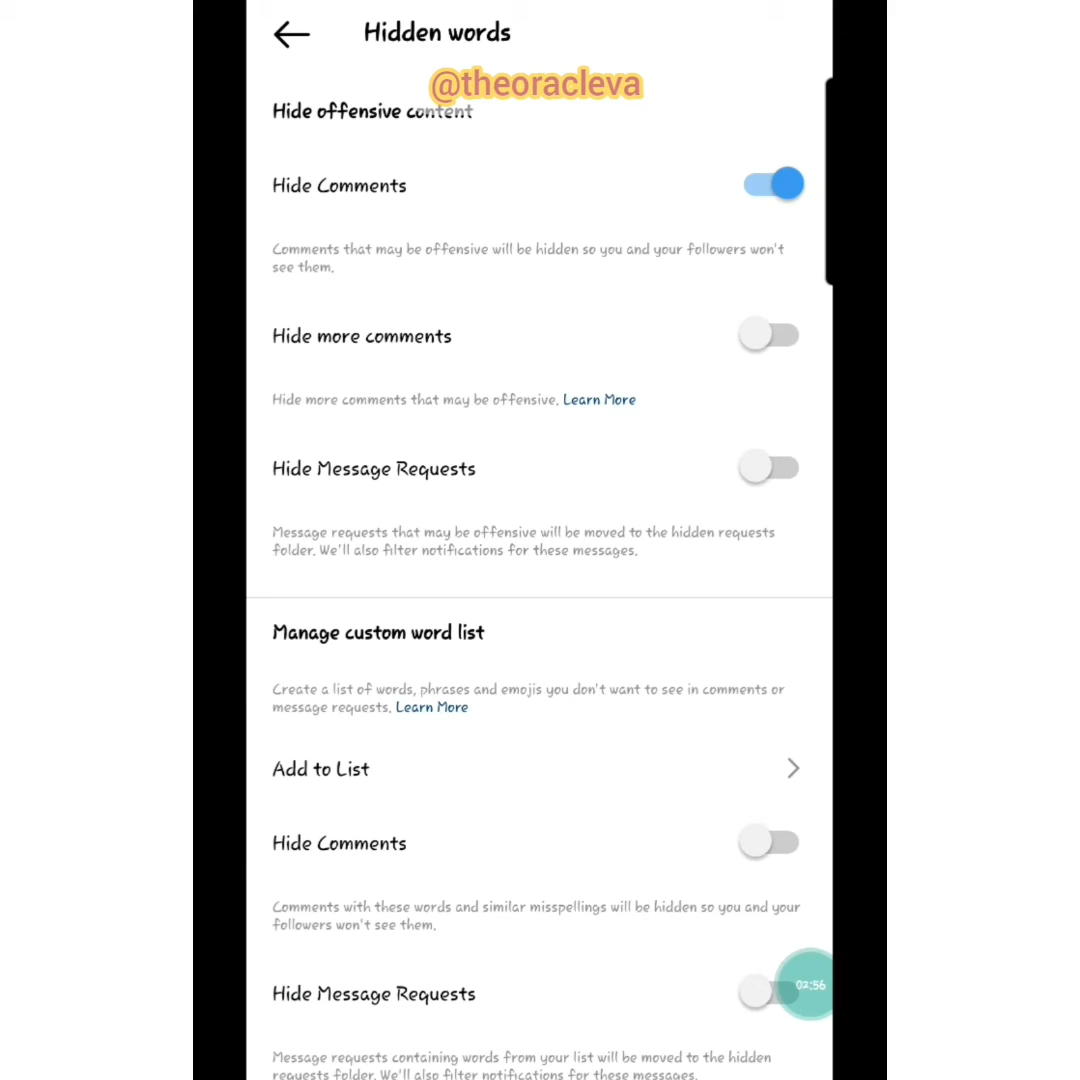 Hidden words
@theoracleva
Hide offensive content
Hide Comments
Comments that may be offensive will be hidden so you and your followers won't
see them.
Hide more comments
Hide more comments that may be offensive. Learn More
Hide Message Requests
Message requests that may be offensive will be moved to the hidden requests
folder. We'll also filter notifications for these messages.
Manage custom word list
Create a list of words, phrases and emojis you don't want to see in comments or
message requests. Learn More
Add to List
Hide Comments
Comments with these words and similar misspellings will be hidden so you and your
followers won't see them.
Hide Message Requests
02:56
Message requests containing words from your list will be moved to the hidden
requests folder. We'll also filter notifications for these messages.